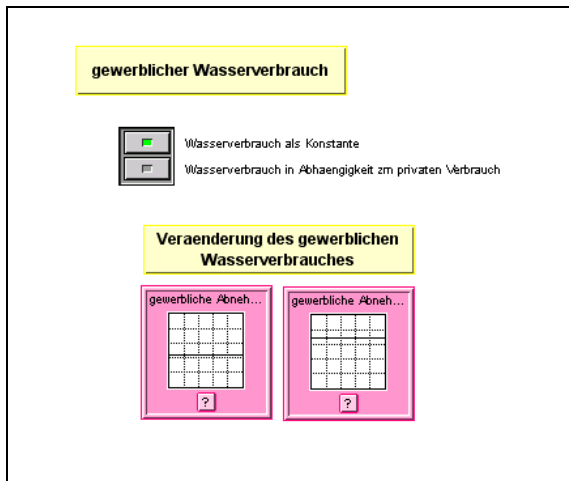 gewerblicher Wasserverbrauch
Wasserverbrauch als Konstante
Wasserverbrauch in Abhaengigkeit zm privaten Verbrauch
Veraenderung des gewerblichen
Wasserverbrauches
gewerbliche Abneh... gewerbliche Abneh...
? ?